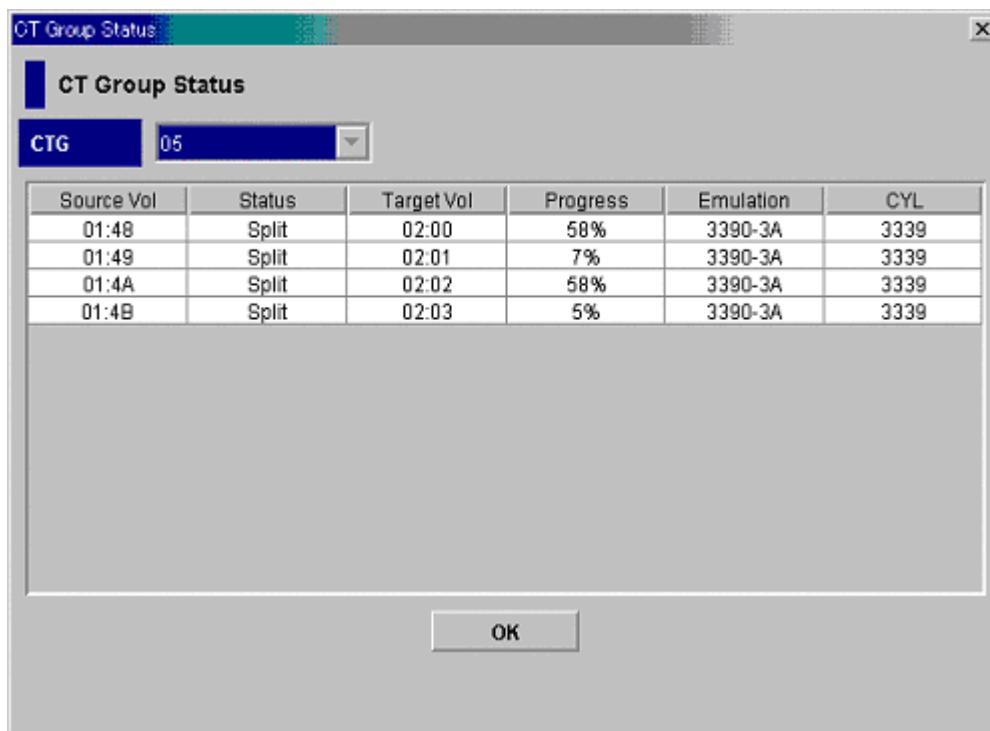 CT Group Status
CT Group Status
CTG 05
Source Vol Status Target Vol Progress Emulation CYL
01:48 Split 02:00 58% 3390-3A 3339
01:49 Split 02:01 7% 3390-3A 3339
01:4A Split 02:02 58% 3390-3A 3339
01:4B Split 02:03 5% 3390-3A 3339
OK